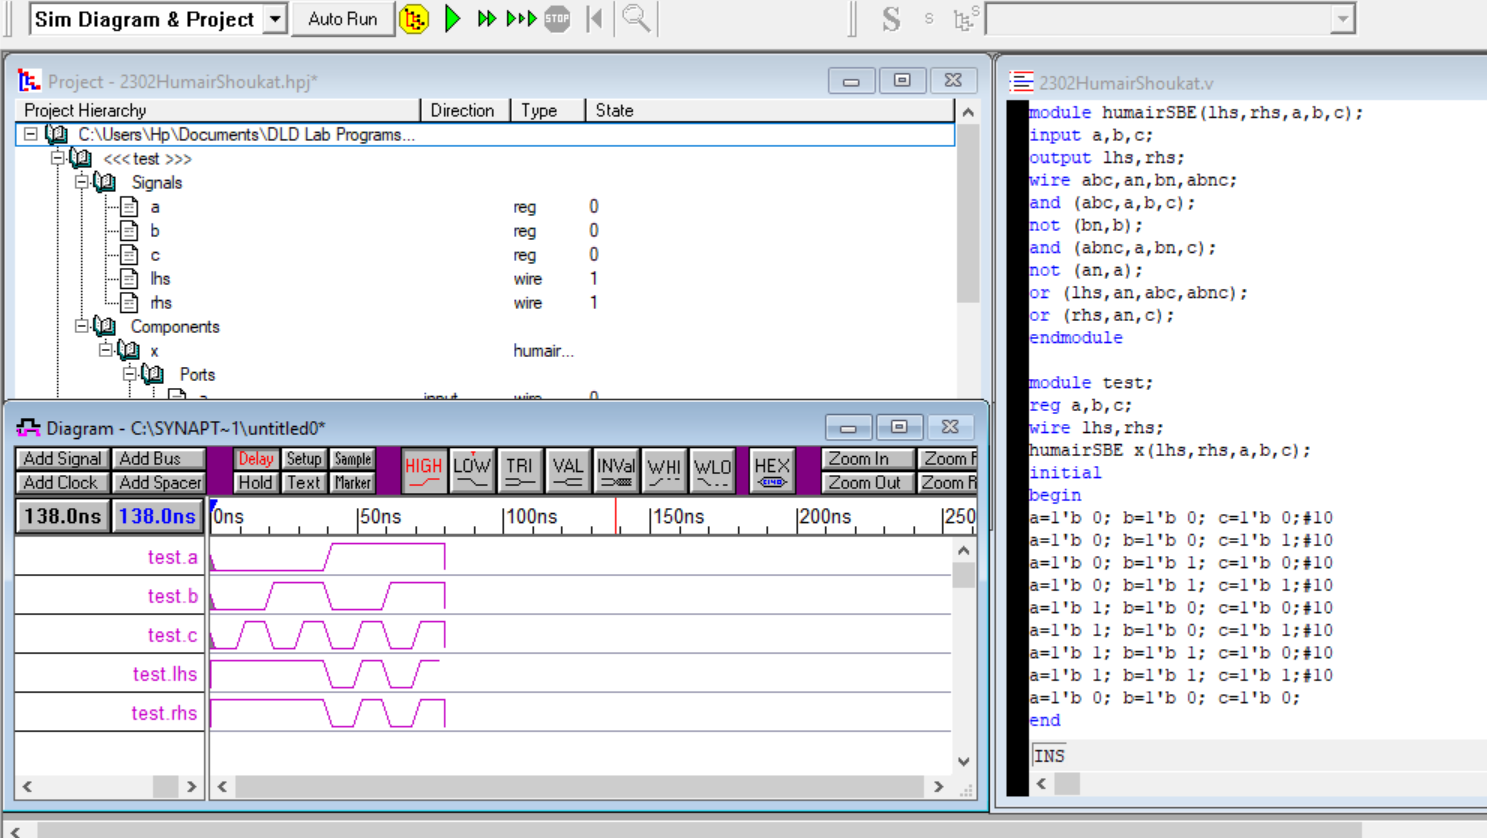 Sim Diagram & Project
Auto Run
STOP
S s S
Project - 2302HumairShoukat.hpj*
Project Hierarchy Direction Type State
C:\Users\Hp\Documents\DLD Lab Programs...
<<< test >>>
Signals
a reg 0
b reg 0
c reg 0
lhs wire 1
rhs wire 1
Components
x humair...
Ports
a input wire 0
Diagram - C:\SYNAPT~1\untitled0*
Add Signal Add Bus Delay Setup Sample HIGH LOW TRI VAL INVal WHI WLO HEX Zoom In Zoom F
Add Clock Add Spacer Hold Text Marker Zoom Out Zoom R
138.0ns 138.0ns 0ns 50ns 100ns 150ns 200ns 250
test.a
test.b
test.c
test.lhs
test.rhs
2302HumairShoukat.v
module humairSBE(lhs,rhs,a,b,c);
input a,b,c;
output lhs,rhs;
wire abc,an,bn,abnc;
and (abc,a,b,c);
not (bn,b);
and (abnc,a,bn,c);
not (an,a);
or (lhs,an,abc,abnc);
or (rhs,an,c);
endmodule
module test;
reg a,b,c;
wire lhs,rhs;
humairSBE x(lhs,rhs,a,b,c);
initial
begin
a=1'b 0; b=1'b 0; c=1'b 0;#10
a=1'b 0; b=1'b 0; c=1'b 1;#10
a=1'b 0; b=1'b 1; c=1'b 0;#10
a=1'b 0; b=1'b 1; c=1'b 1;#10
a=1'b 1; b=1'b 0; c=1'b 0;#10
a=1'b 1; b=1'b 0; c=1'b 1;#10
a=1'b 1; b=1'b 1; c=1'b 0;#10
a=1'b 1; b=1'b 1; c=1'b 1;#10
a=1'b 0; b=1'b 0; c=1'b 0;
end
INS